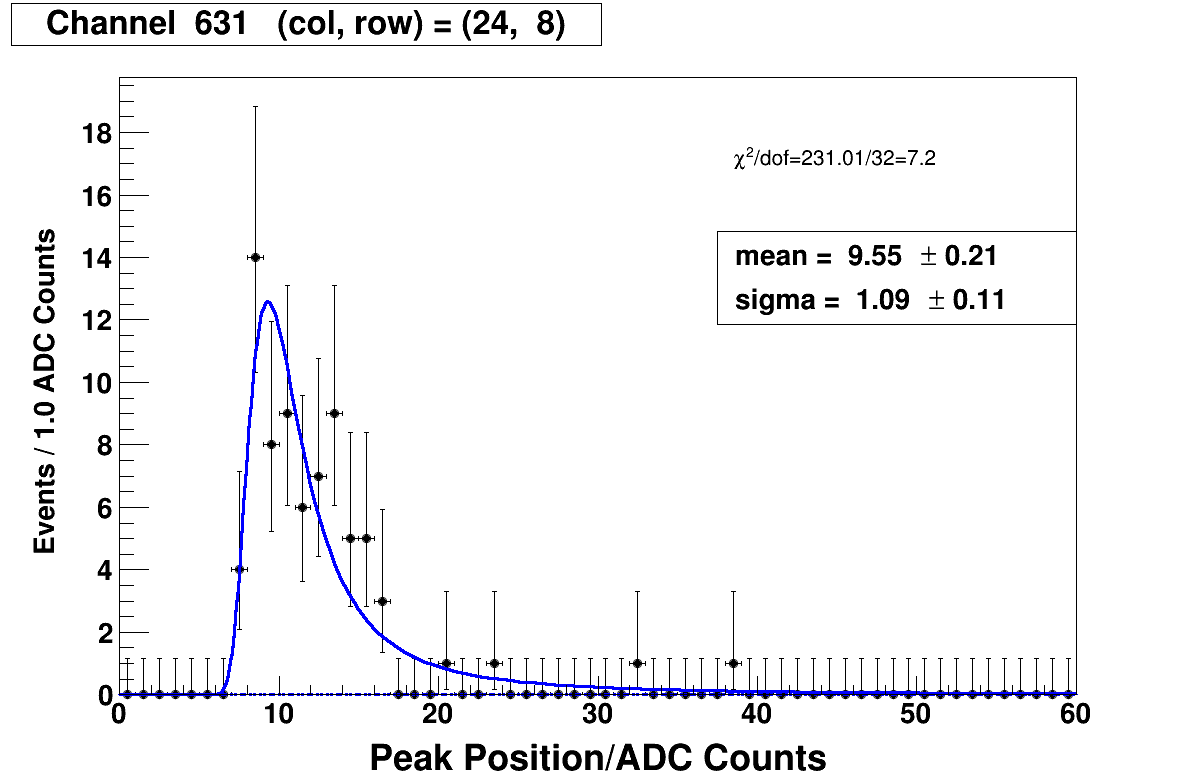 Channel 631 (col, row) = (24, 8)
χ²/dof=231.01/32=7.2
mean = 9.55 ± 0.21
sigma = 1.09 ± 0.11
Events / 1.0 ADC Counts
18
16
14
12
10
8
6
4
2
0
0 10 20 30 40 50 60
Peak Position/ADC Counts